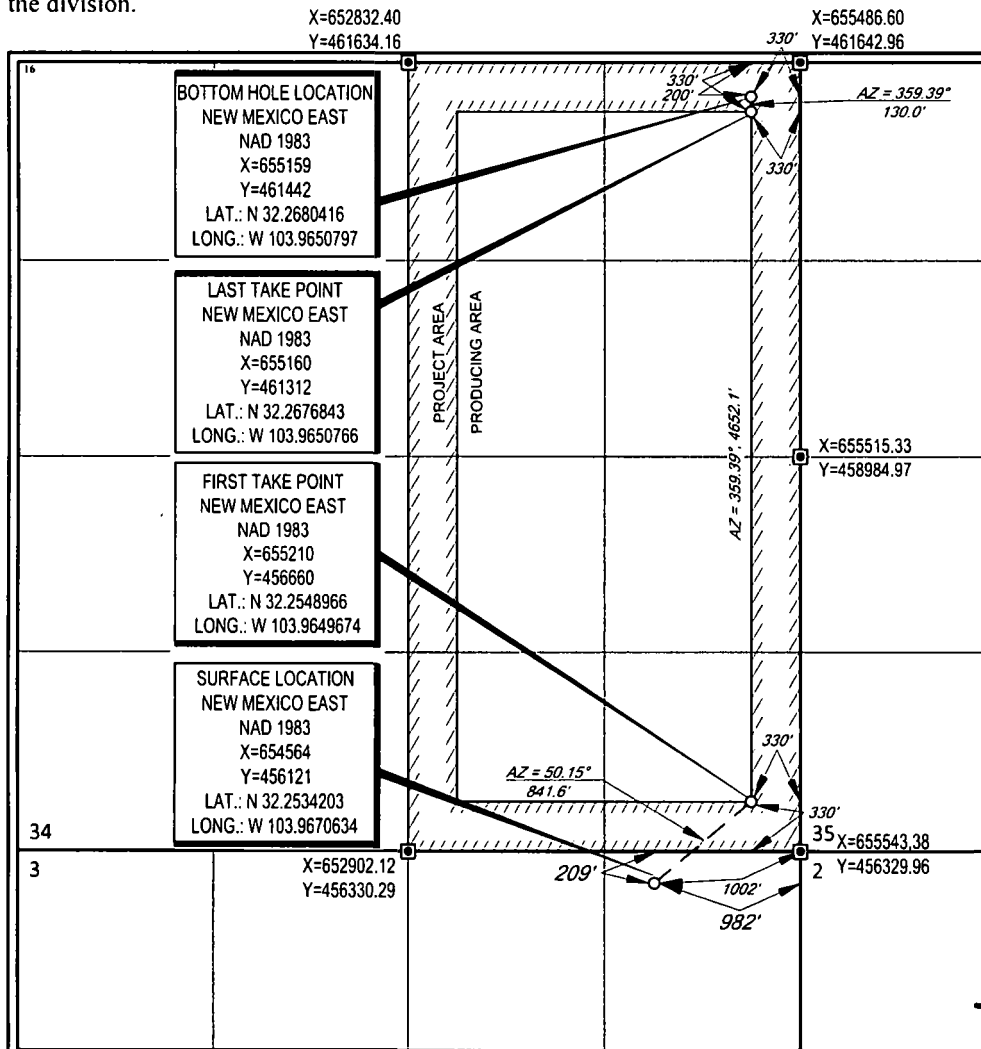 the division.
X=652832.40
Y=461634.16
X=655486.60
Y=461642.96
16
330'
330'
200'
AZ = 359.39°
130.0'
330'
BOTTOM HOLE LOCATION
NEW MEXICO EAST
NAD 1983
X=655159
Y=461442
LAT.: N 32.2680416
LONG.: W 103.9650797
LAST TAKE POINT
NEW MEXICO EAST
NAD 1983
X=655160
Y=461312
LAT.: N 32.2676843
LONG.: W 103.9650766
PROJECT AREA
PRODUCING AREA
AZ = 359.39°, 4652.1'
X=655515.33
Y=458984.97
FIRST TAKE POINT
NEW MEXICO EAST
NAD 1983
X=655210
Y=456660
LAT.: N 32.2548966
LONG.: W 103.9649674
SURFACE LOCATION
NEW MEXICO EAST
NAD 1983
X=654564
Y=456121
LAT.: N 32.2534203
LONG.: W 103.9670634
AZ = 50.15°
841.6'
330'
330'
34
35
X=655543.38
Y=456329.96
3
2
X=652902.12
Y=456330.29
209'
1002'
982'